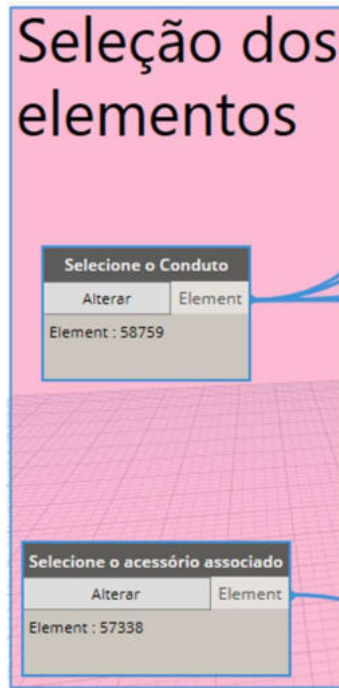 Seleção dos
elementos
Selecione o Conduto
Alterar Element
Element : 58759
Selecione o acessório associado
Alterar Element
Element : 57338